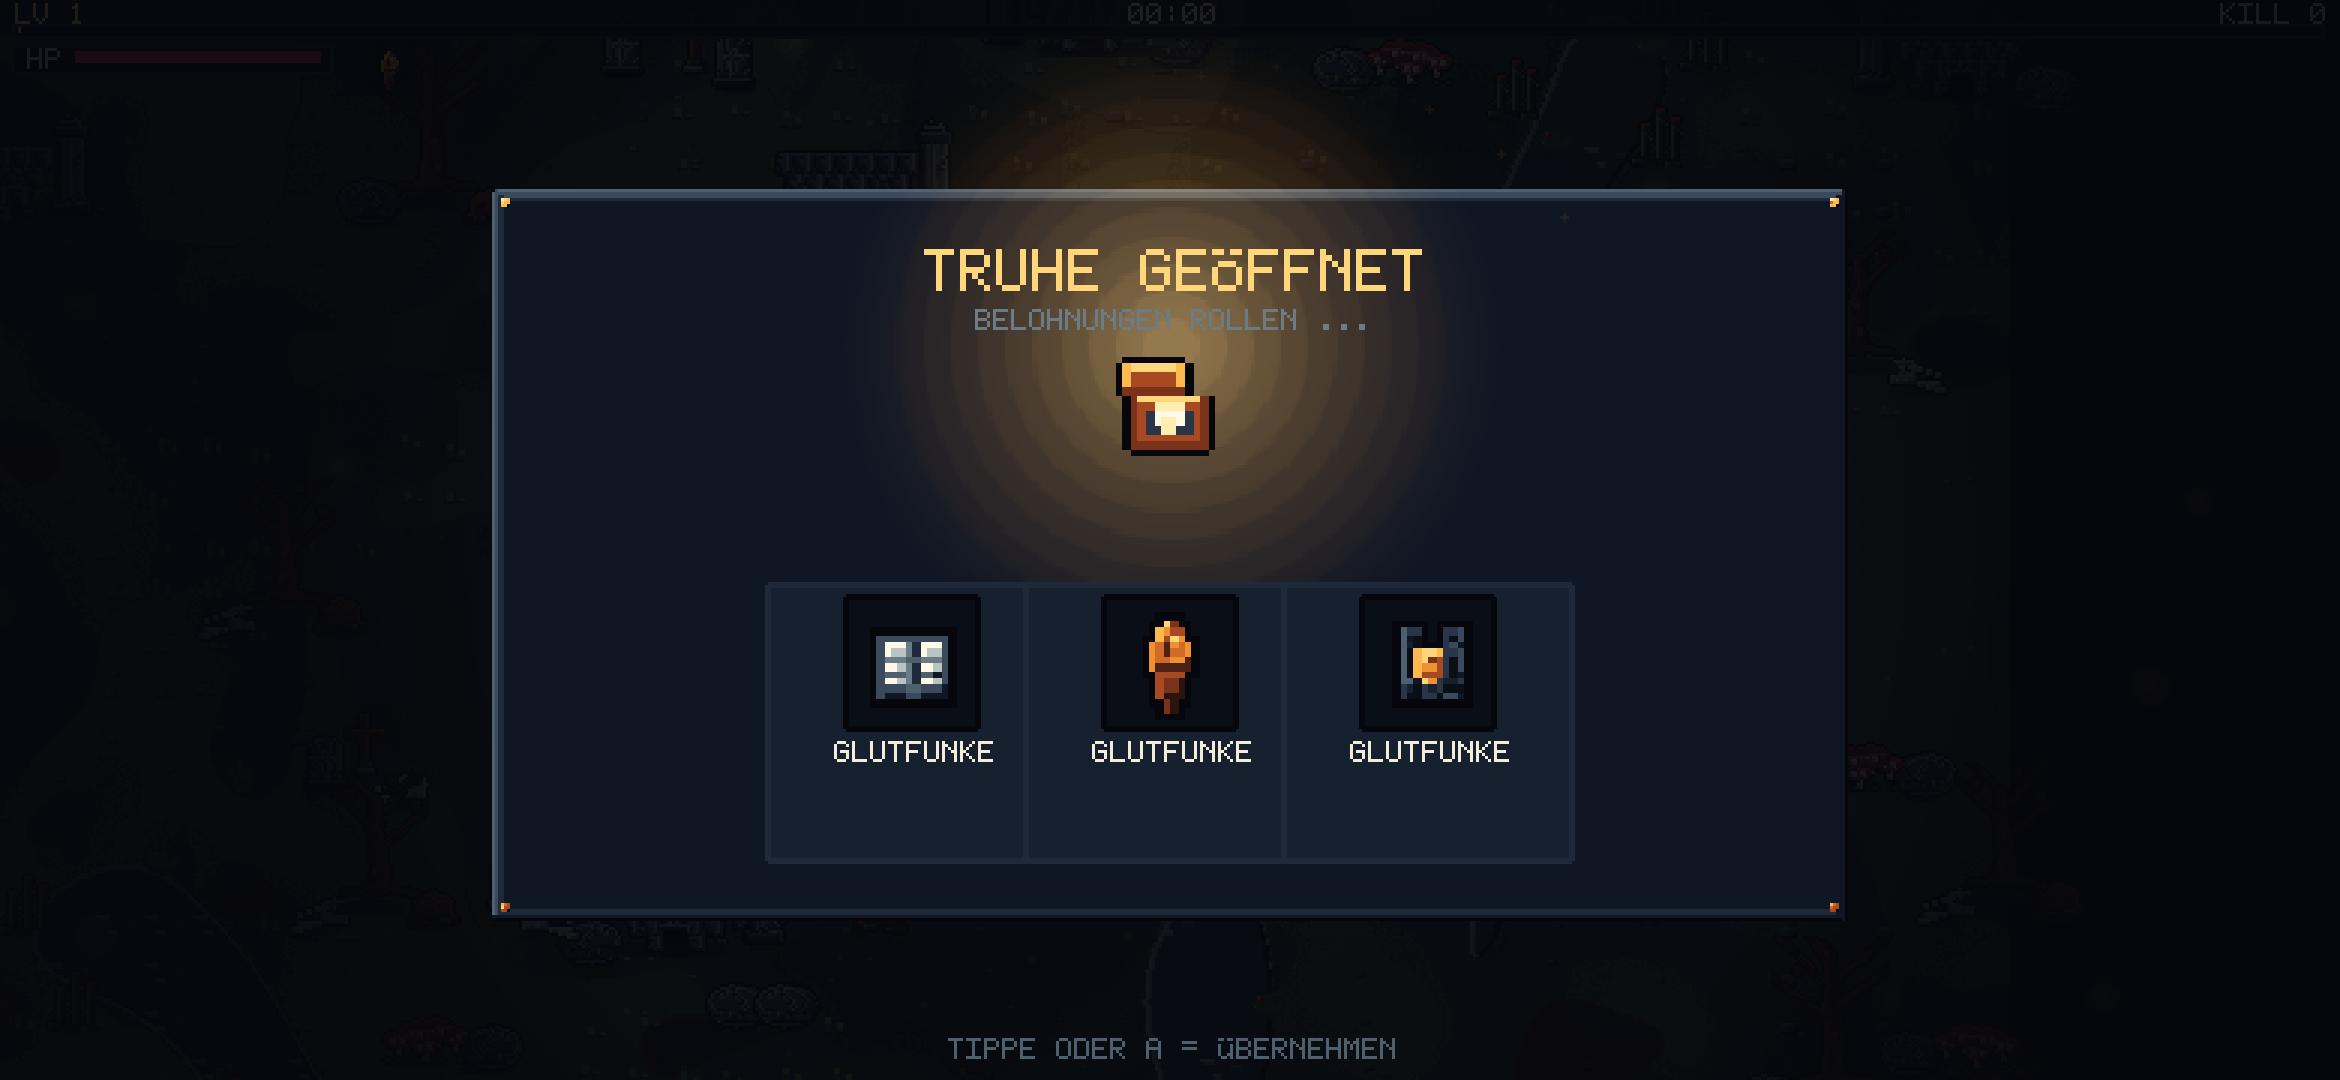 LV 1 00:00 KILL 0
HP
TRUHE GEöFFNET
BELOHNUNGEN ROLLEN ...
GLUTFUNKE GLUTFUNKE GLUTFUNKE
TIPPE ODER A = üBERNEHMEN